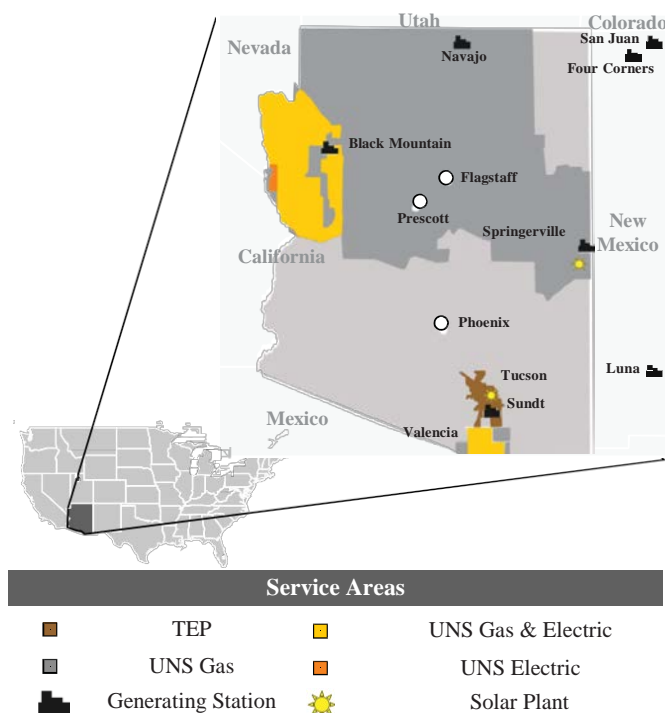 Utah
Colorado
Nevada
San Juan
Navajo
Four Corners
Black Mountain
Flagstaff
Prescott
Springerville
New
Mexico
California
Phoenix
Tucson
Luna
Sundt
Mexico
Valencia
Service Areas
TEP
UNS Gas & Electric
UNS Gas
UNS Electric
Generating Station
Solar Plant